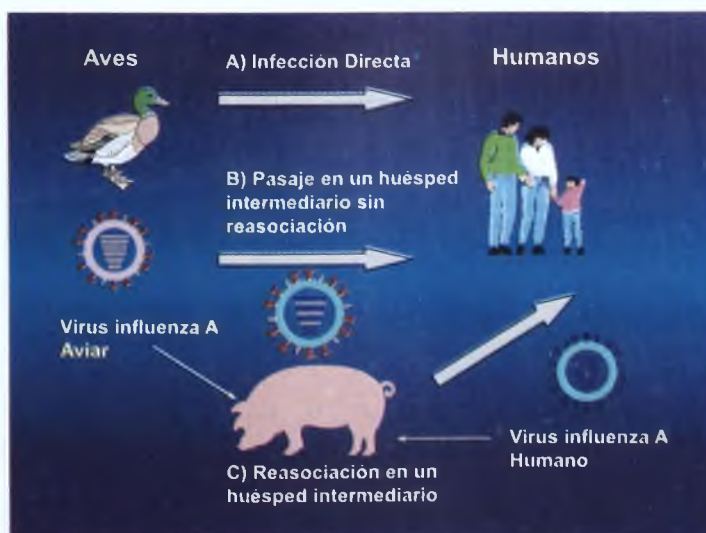 Aves
A) Infección Directa
Humanos
B) Pasaje en un huésped
intermediario sin
reasociación
Virus influenza A
Aviar
Virus influenza A
Humano
C) Reasociación en un
huésped intermediario